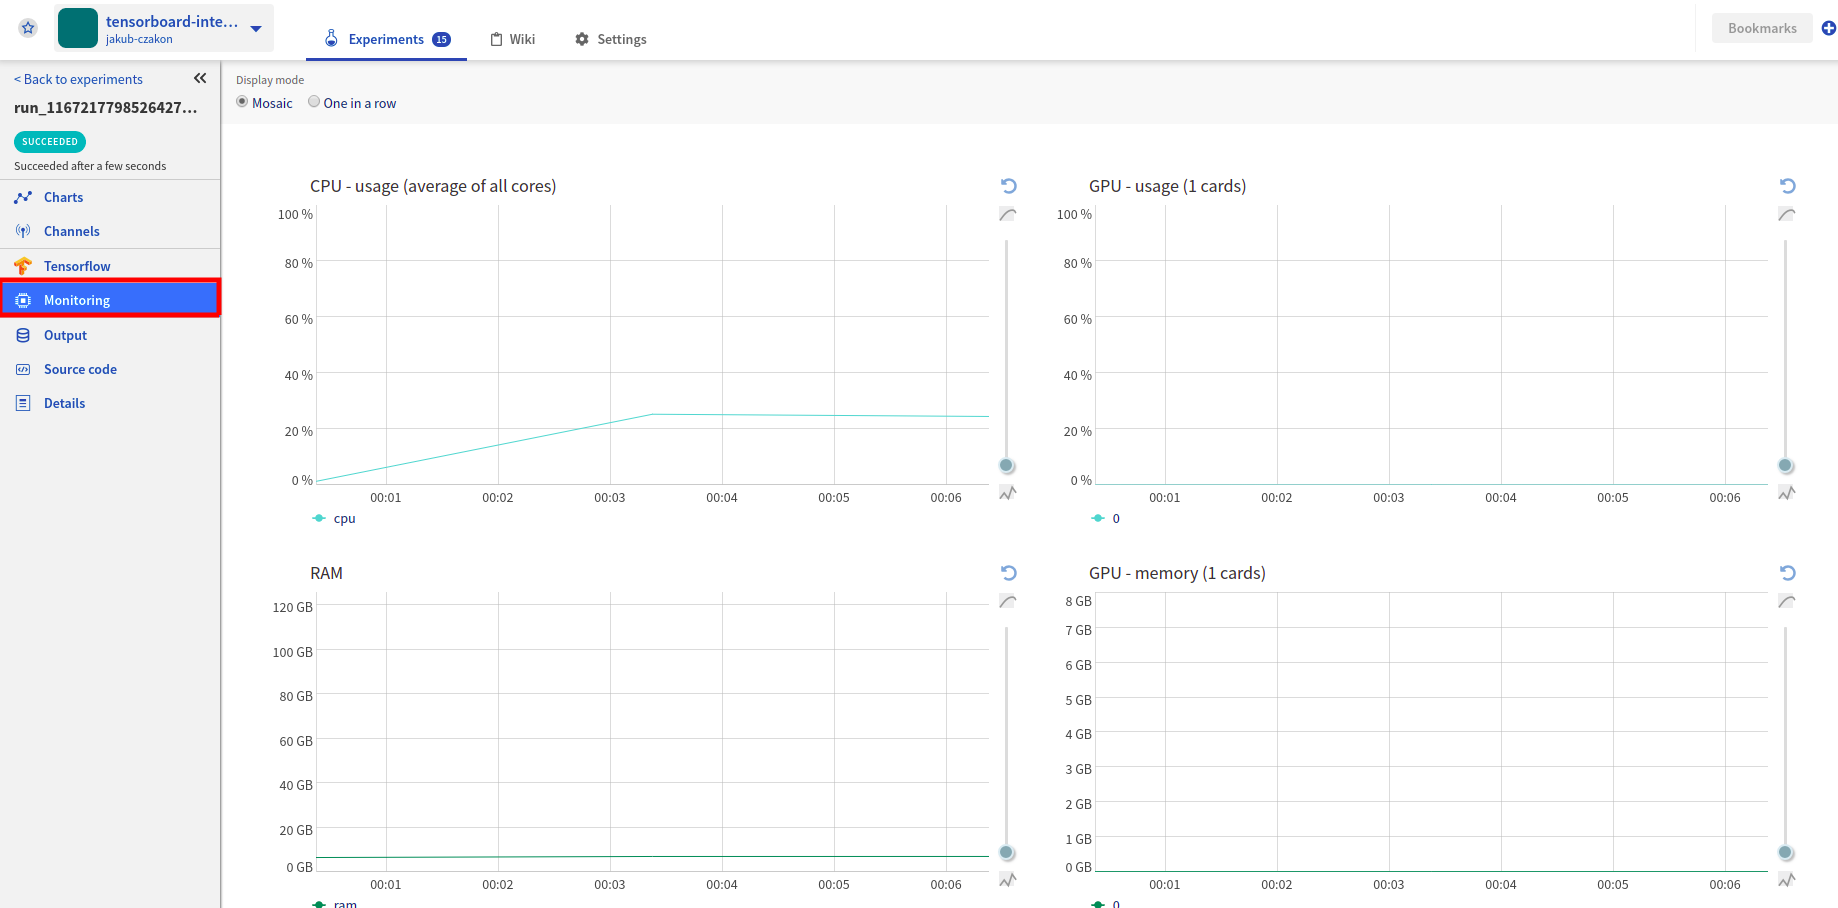 tensorboard-inte...
jakub-czakon
Experiments 15
Wiki
Settings
Bookmarks
< Back to experiments
run_1167217798526427...
SUCCEEDED
Succeeded after a few seconds
Charts
Channels
Tensorflow
Monitoring
Output
Source code
Details
Display mode
Mosaic One in a row
CPU - usage (average of all cores)
100 %
80 %
60 %
40 %
20 %
0 %
00:01 00:02 00:03 00:04 00:05 00:06
cpu
GPU - usage (1 cards)
100 %
80 %
60 %
40 %
20 %
0 %
00:01 00:02 00:03 00:04 00:05 00:06
0
RAM
120 GB
100 GB
80 GB
60 GB
40 GB
20 GB
0 GB
00:01 00:02 00:03 00:04 00:05 00:06
ram
GPU - memory (1 cards)
8 GB
7 GB
6 GB
5 GB
4 GB
3 GB
2 GB
1 GB
0 GB
00:01 00:02 00:03 00:04 00:05 00:06
0